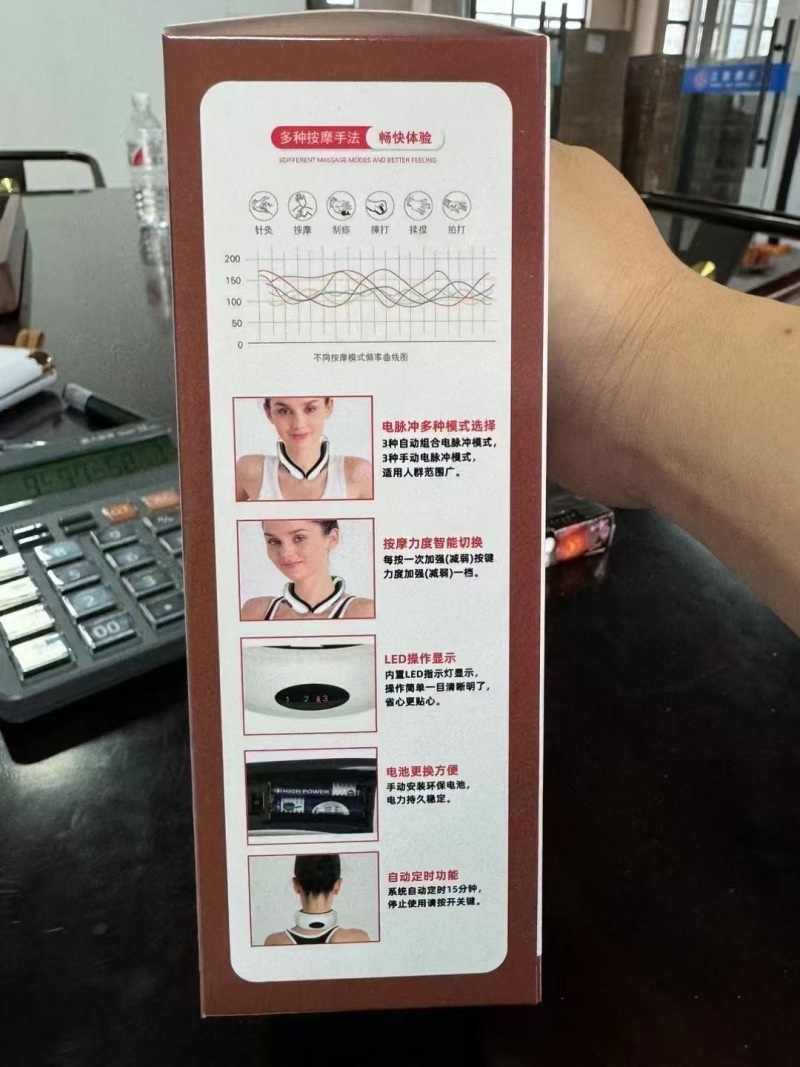 多种按摩手法 畅快体验
6DIFFERENT MASSAGE MODES AND BETTER FEELING
针灸 按摩 刮痧 捶打 揉捏 拍打
200
150
100
50
0
不同按摩模式频率曲线图
电脉冲多种模式选择
3种自动组合电脉冲模式，
3种手动电脉冲模式，
适用人群范围广。
按摩力度智能切换
每按一次加强(减弱)按键
力度加强(减弱)一档。
LED操作显示
内置LED指示灯显示，
操作简单一目清晰明了，
省心更贴心。
1 2 3
电池更换方便
手动安装环保电池，
电力持久稳定。
HIGH POWER
自动定时功能
系统自动定时15分钟，
停止使用请按开关键。
5
2
00